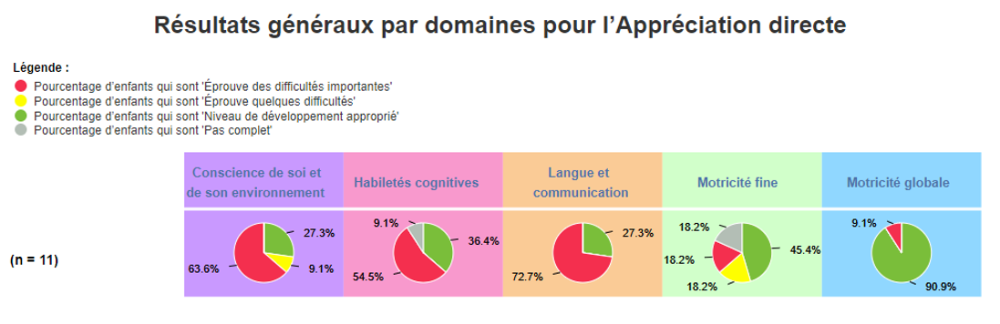 Résultats généraux par domaines pour l’Appréciation directe
Légende :
Pourcentage d’enfants qui sont 'Éprouve des difficultés importantes'
Pourcentage d’enfants qui sont 'Éprouve quelques difficultés'
Pourcentage d’enfants qui sont 'Niveau de développement approprié'
Pourcentage d’enfants qui sont 'Pas complet'
Conscience de soi et
de son environnement
Habiletés cognitives
Langue et
communication
Motricité fine
Motricité globale
(n = 11)
27.3%
9.1%
63.6%
9.1%
36.4%
54.5%
27.3%
72.7%
18.2%
45.4%
18.2%
18.2%
9.1%
90.9%